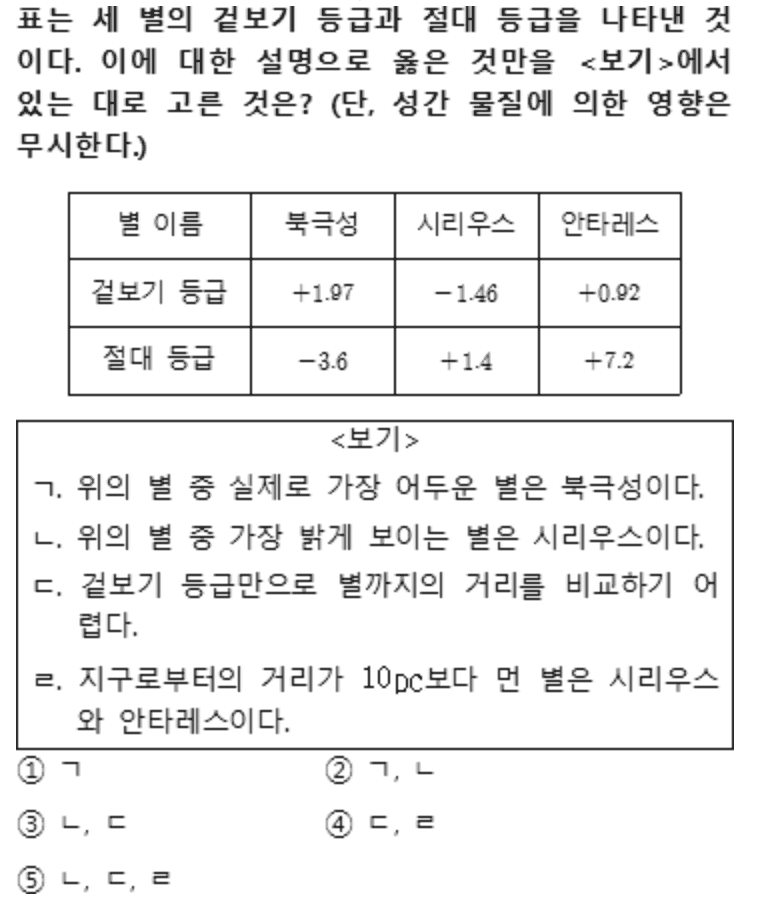 표는 세 별의 겉보기 등급과 절대 등급을 나타낸 것
이다. 이에 대한 설명으로 옳은 것만을 <보기>에서
있는 대로 고른 것은? (단, 성간 물질에 의한 영향은
무시한다.)
별 이름 북극성 시리우스 안타레스
겉보기 등급 +1.97 -1.46 +0.92
절대 등급 -3.6 +1.4 +7.2
<보기>
ㄱ. 위의 별 중 실제로 가장 어두운 별은 북극성이다.
ㄴ. 위의 별 중 가장 밝게 보이는 별은 시리우스이다.
ㄷ. 겉보기 등급만으로 별까지의 거리를 비교하기 어
렵다.
ㄹ. 지구로부터의 거리가 10pc보다 먼 별은 시리우스
와 안타레스이다.
① ㄱ ② ㄱ, ㄴ
③ ㄴ, ㄷ ④ ㄷ, ㄹ
⑤ ㄴ, ㄷ, ㄹ